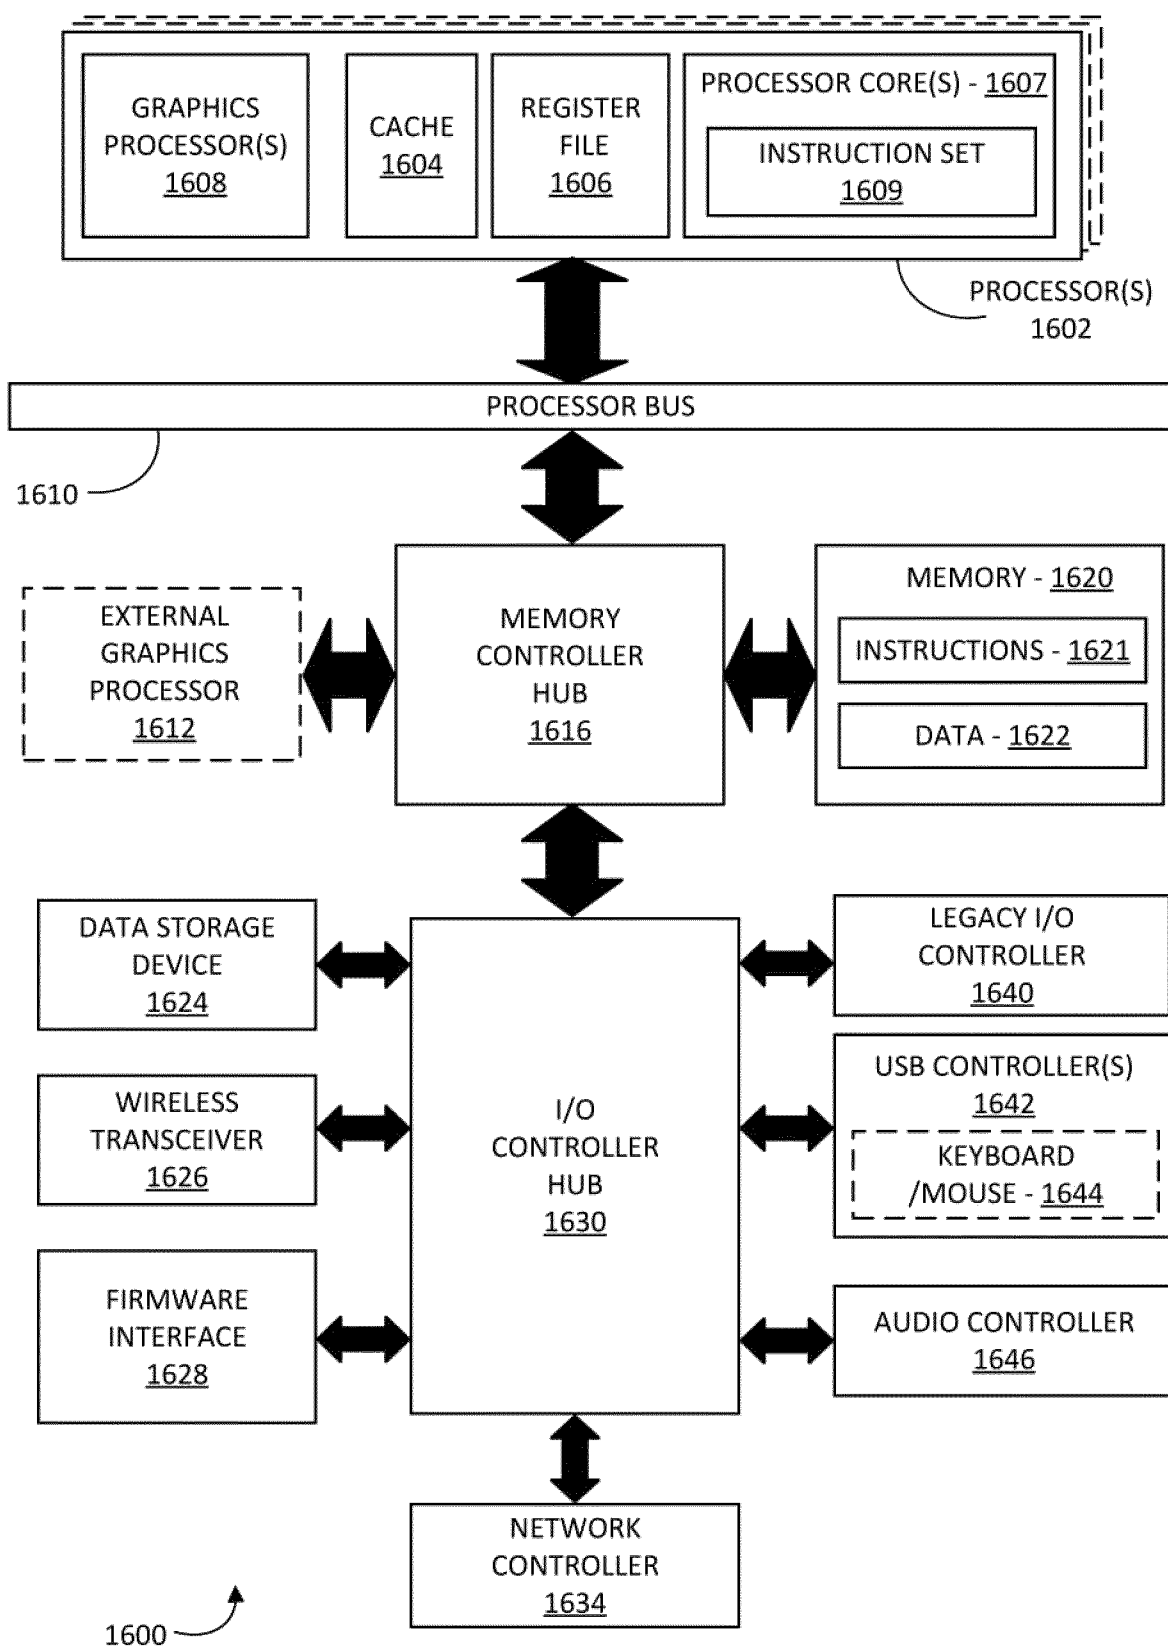 GRAPHICS
PROCESSOR(S)
1608
CACHE
1604
REGISTER
FILE
1606
PROCESSOR CORE(S) - 1607
INSTRUCTION SET
1609
PROCESSOR(S)
1602
PROCESSOR BUS
1610
EXTERNAL
GRAPHICS
PROCESSOR
1612
MEMORY
CONTROLLER
HUB
1616
MEMORY - 1620
INSTRUCTIONS - 1621
DATA - 1622
DATA STORAGE
DEVICE
1624
WIRELESS
TRANSCEIVER
1626
FIRMWARE
INTERFACE
1628
I/O
CONTROLLER
HUB
1630
LEGACY I/O
CONTROLLER
1640
USB CONTROLLER(S)
1642
KEYBOARD
/MOUSE - 1644
AUDIO CONTROLLER
1646
NETWORK
CONTROLLER
1634
1600